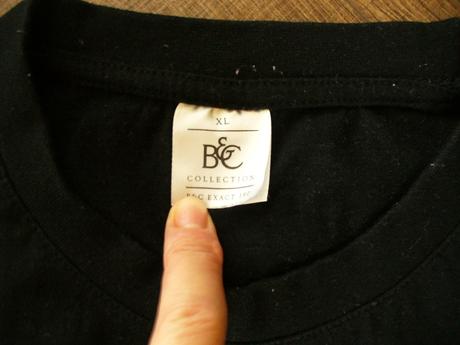 XL
B&C
COLLECTION
B&C EXACT 190